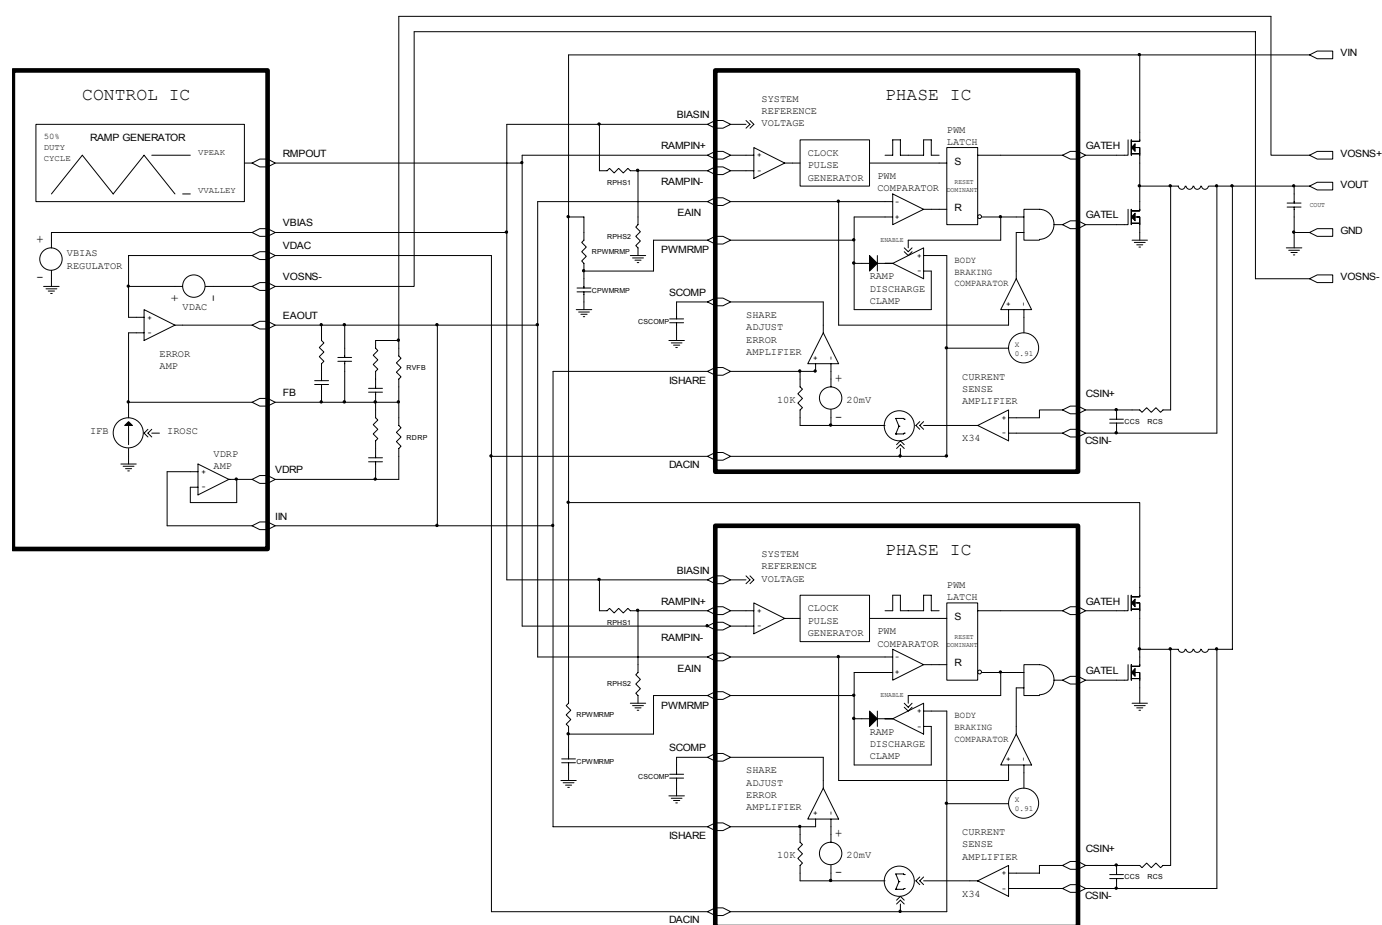 VIN
CONTROL IC
50%
DUTY
CYCLE
RAMP GENERATOR
VPEAK
VVALLEY
RMPOUT
VBIAS
+
-
VBIAS
REGULATOR
VDAC
VOSNS-
+
-
VDAC
EAOUT
+
-
ERROR
AMP
RVFB
FB
IFB
IROSC
RDRP
VDRP
AMP
+
-
VDRP
IIN
PHASE IC
BIASIN
SYSTEM
REFERENCE
VOLTAGE
RAMPIN+
RPHS1
RAMPIN-
+
-
CLOCK
PULSE
GENERATOR
PWM
LATCH
S
RESET
DOMINANT
R
PWM
COMPARATOR
-
+
GATEH
EAIN
RPHS2
RPWMRMP
PWMRMP
CPWMRMP
ENABLE
+
-
RAMP
DISCHARGE
CLAMP
BODY
BRAKING
COMPARATOR
+
-
GATEL
SCOMP
CSCOMP
SHARE
ADJUST
ERROR
AMPLIFIER
+
-
X
0.91
ISHARE
10K
+
-
20mV
Σ
CURRENT
SENSE
AMPLIFIER
+
-
X34
CSIN+
CCS
RCS
CSIN-
DACIN
VOSNS+
VOUT
COUT
GND
VOSNS-
PHASE IC
BIASIN
SYSTEM
REFERENCE
VOLTAGE
RAMPIN+
RPHS1
RAMPIN-
+
-
CLOCK
PULSE
GENERATOR
PWM
LATCH
S
RESET
DOMINANT
R
PWM
COMPARATOR
-
+
GATEH
EAIN
RPHS2
PWMRMP
RPWMRMP
CPWMRMP
ENABLE
+
-
RAMP
DISCHARGE
CLAMP
BODY
BRAKING
COMPARATOR
+
-
GATEL
SCOMP
CSCOMP
SHARE
ADJUST
ERROR
AMPLIFIER
+
-
X
0.91
ISHARE
10K
+
-
20mV
Σ
CURRENT
SENSE
AMPLIFIER
+
-
X34
CSIN+
CCS
RCS
CSIN-
DACIN